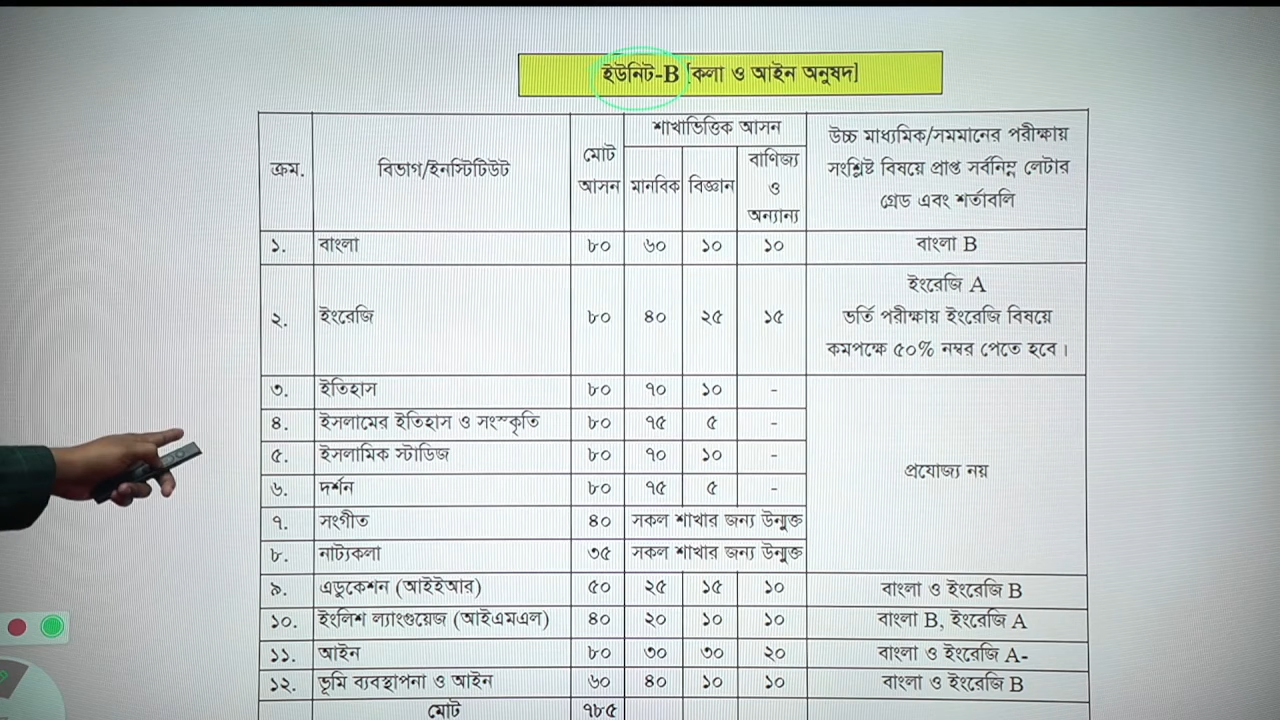 ইউনিট-B [কলা ও আইন অনুষদ]
ক্রম. বিভাগ/ইনস্টিটিউট মোট আসন শাখাভিত্তিক আসন উচ্চ মাধ্যমিক/সমমানের পরীক্ষায় সংশ্লিষ্ট বিষয়ে প্রাপ্ত সর্বনিম্ন লেটার গ্রেড এবং শর্তাবলি
মানবিক বিজ্ঞান বাণিজ্য ও অন্যান্য
১. বাংলা ৮০ ৬০ ১০ ১০ বাংলা B
২. ইংরেজি ৮০ ৪০ ২৫ ১৫ ইংরেজি A
ভর্তি পরীক্ষায় ইংরেজি বিষয়ে
কমপক্ষে ৫০% নম্বর পেতে হবে।
৩. ইতিহাস ৮০ ৭০ ১০ -
৪. ইসলামের ইতিহাস ও সংস্কৃতি ৮০ ৭৫ ৫ -
৫. ইসলামিক স্টাডিজ ৮০ ৭০ ১০ -
প্রযোজ্য নয়
৬. দর্শন ৮০ ৭৫ ৫ -
৭. সংগীত ৪০ সকল শাখার জন্য উন্মুক্ত
৮. নাট্যকলা ৩৫ সকল শাখার জন্য উন্মুক্ত
৯. এডুকেশন (আইইআর) ৫০ ২৫ ১৫ ১০ বাংলা ও ইংরেজি B
১০. ইংলিশ ল্যাংগুয়েজ (আইএমএল) ৪০ ২০ ১০ ১০ বাংলা B, ইংরেজি A
১১. আইন ৮০ ৩০ ৩০ ২০ বাংলা ও ইংরেজি A-
১২. ভূমি ব্যবস্থাপনা ও আইন ৬০ ৪০ ১০ ১০ বাংলা ও ইংরেজি B
মোট ৭৮৫